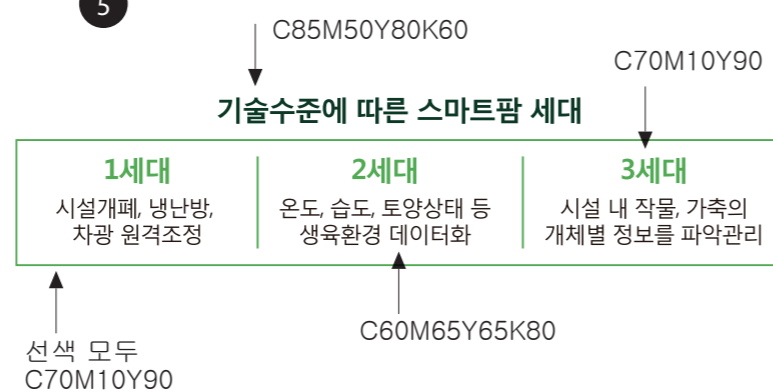 5
C85M50Y80K60
C70M10Y90
기술수준에 따른 스마트팜 세대
1세대
시설개폐, 냉난방,
차광 원격조정
2세대
온도, 습도, 토양상태 등
생육환경 데이터화
3세대
시설 내 작물, 가축의
개체별 정보를 파악관리
C60M65Y65K80
선색 모두
C70M10Y90